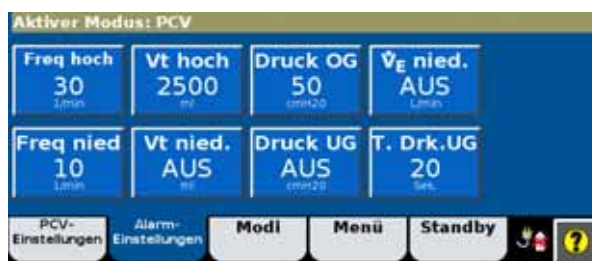 Aktiver Modus: PCV
Freq hoch Vt hoch Druck OG V̇E nied.
30 2500 50 AUS
1/min ml cmH20 L/min
Freq nied Vt nied. Druck UG T. Drk.UG
10 AUS AUS 20
1/min ml cmH20 Sek.
PCV-Einstellungen Alarm-Einstellungen Modi Menü Standby ?